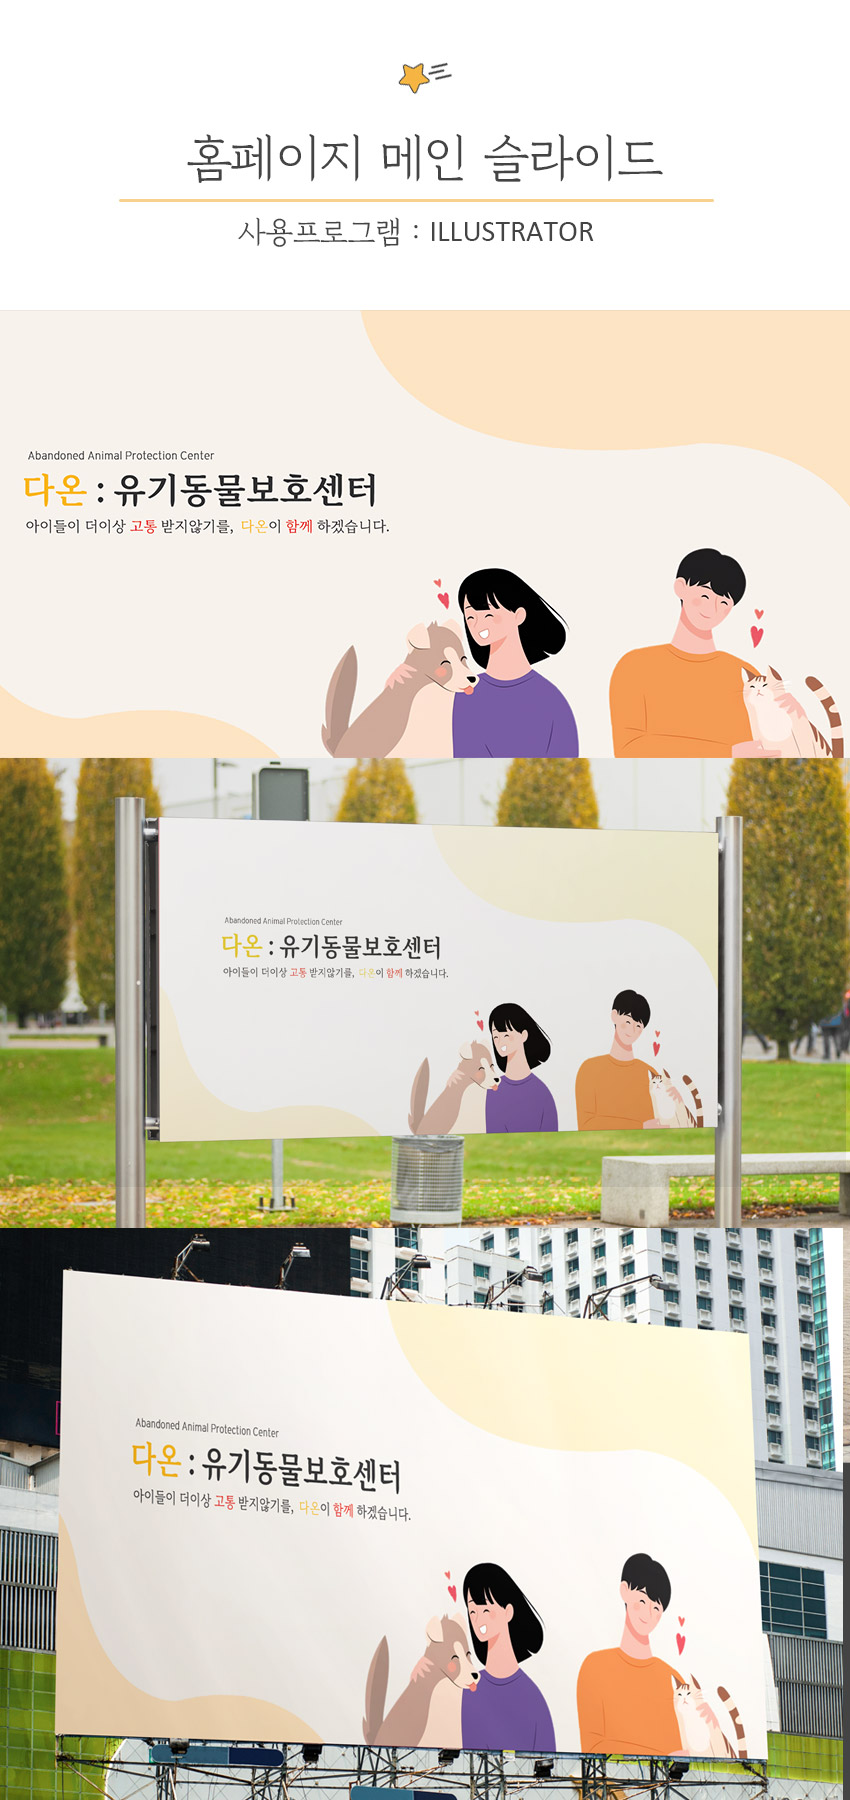 홈페이지 메인 슬라이드
사용프로그램 : ILLUSTRATOR
Abandoned Animal Protection Center
다온 : 유기동물보호센터
아이들이 더이상 고통 받지않기를, 다온이 함께 하겠습니다.
Abandoned Animal Protection Center
다온 : 유기동물보호센터
아이들이 더이상 고통 받지않기를, 다온이 함께 하겠습니다.
Abandoned Animal Protection Center
다온 : 유기동물보호센터
아이들이 더이상 고통 받지않기를, 다온이 함께 하겠습니다.